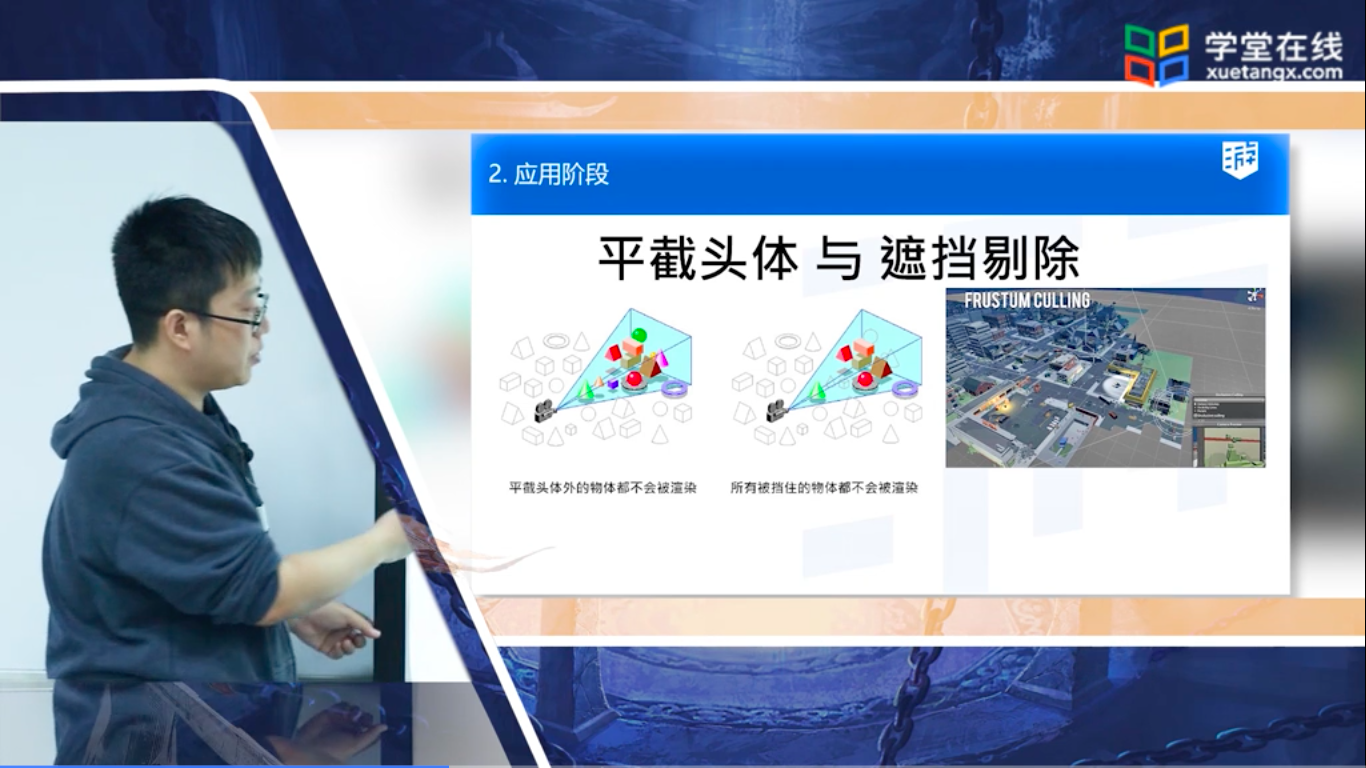 学堂在线
xuetangx.com
2. 应用阶段
平截头体 与 遮挡剔除
FRUSTUM CULLING
平截头体外的物体都不会被渲染
所有被挡住的物体都不会被渲染